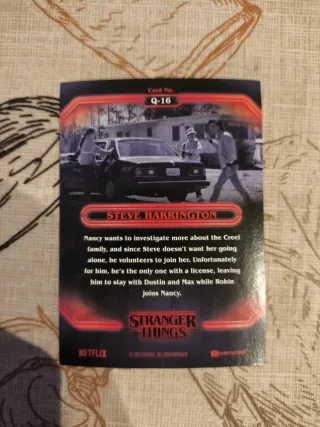 Card No.
Q-16
STEVE HARRINGTON
Nancy wants to investigate more about the Creel
family, and since Steve doesn't want her going
alone, he volunteers to join her. Unfortunately
for him, he's the only one with a license, leaving
him to stay with Dustin and Max while Robin
joins Nancy.
STRANGER
THINGS
NETFLIX